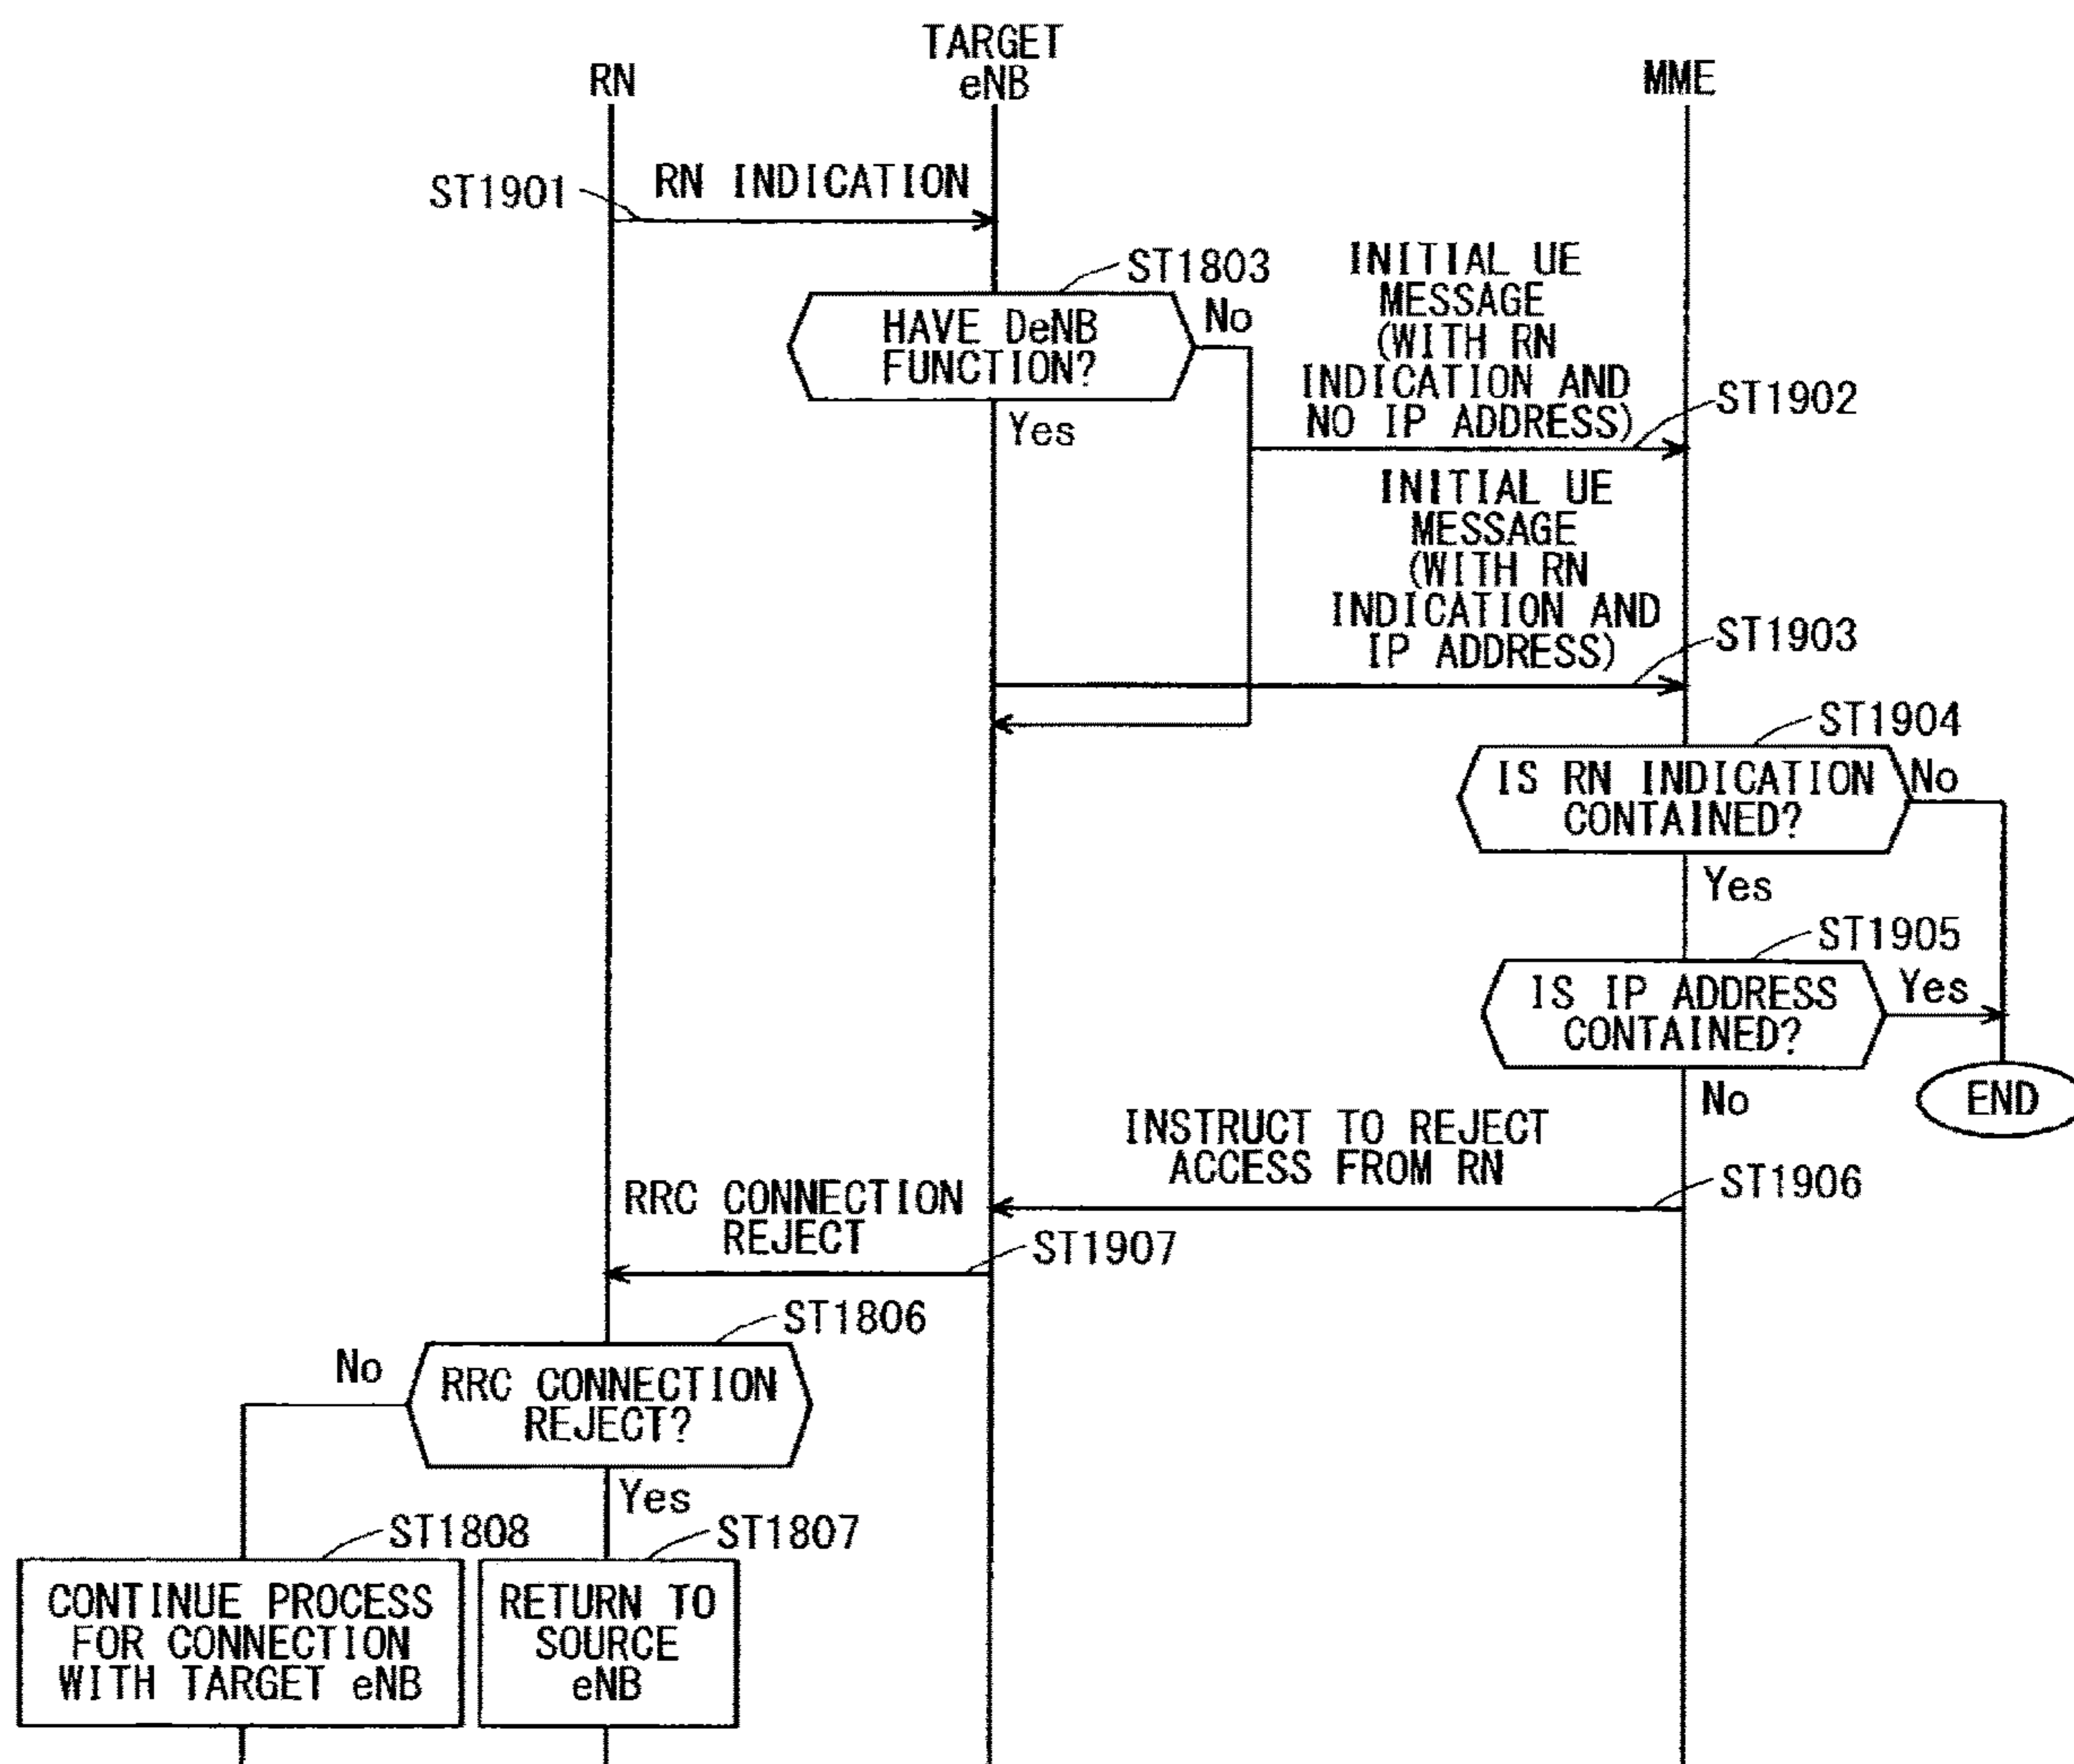 TARGET
RN
eNB
MME
ST1901
RN INDICATION
ST1803
HAVE DeNB
FUNCTION?
No
Yes
INITIAL UE
MESSAGE
(WITH RN
INDICATION AND
NO IP ADDRESS)
ST1902
INITIAL UE
MESSAGE
(WITH RN
INDICATION AND
IP ADDRESS)
ST1903
ST1904
IS RN INDICATION
CONTAINED?
No
Yes
ST1905
IS IP ADDRESS
CONTAINED?
Yes
No
END
INSTRUCT TO REJECT
ACCESS FROM RN
ST1906
RRC CONNECTION
REJECT
ST1907
ST1806
No
RRC CONNECTION
REJECT?
Yes
ST1808
ST1807
CONTINUE PROCESS
FOR CONNECTION
WITH TARGET eNB
RETURN TO
SOURCE
eNB